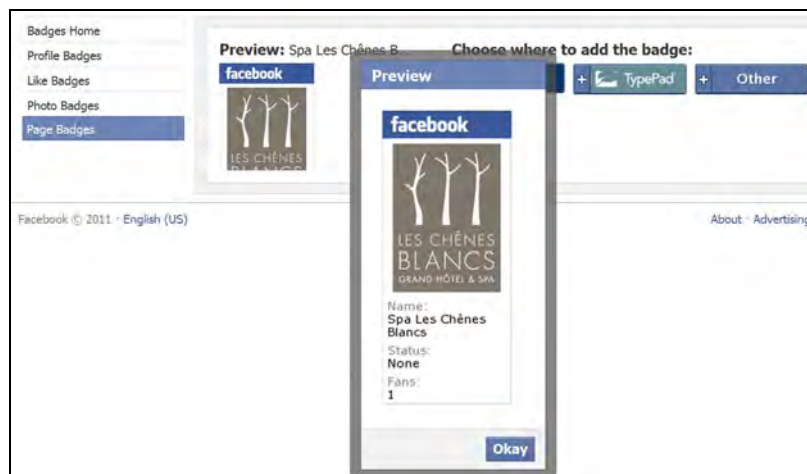 Badges Home
Profile Badges
Like Badges
Photo Badges
Page Badges
Preview: Spa Les Chênes B...
Choose where to add the badge:
facebook
LES CHÊNES
+ TypePad
+ Other
Preview
facebook
LES CHÊNES
BLANCS
GRAND HÔTEL & SPA
Name:
Spa Les Chênes
Blancs
Status:
None
Fans:
1
Okay
Facebook © 2011 · English (US)
About · Advertising